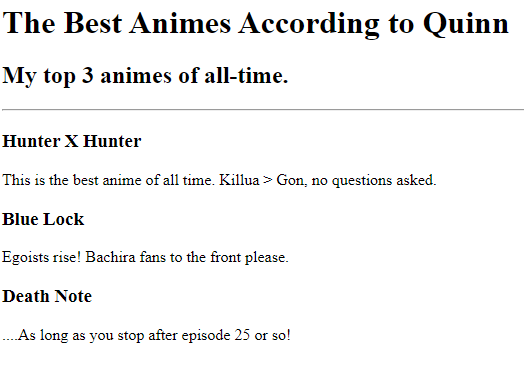 The Best Animes According to Quinn
My top 3 animes of all-time.
Hunter X Hunter
This is the best anime of all time. Killua > Gon, no questions asked.
Blue Lock
Egoists rise! Bachira fans to the front please.
Death Note
....As long as you stop after episode 25 or so!